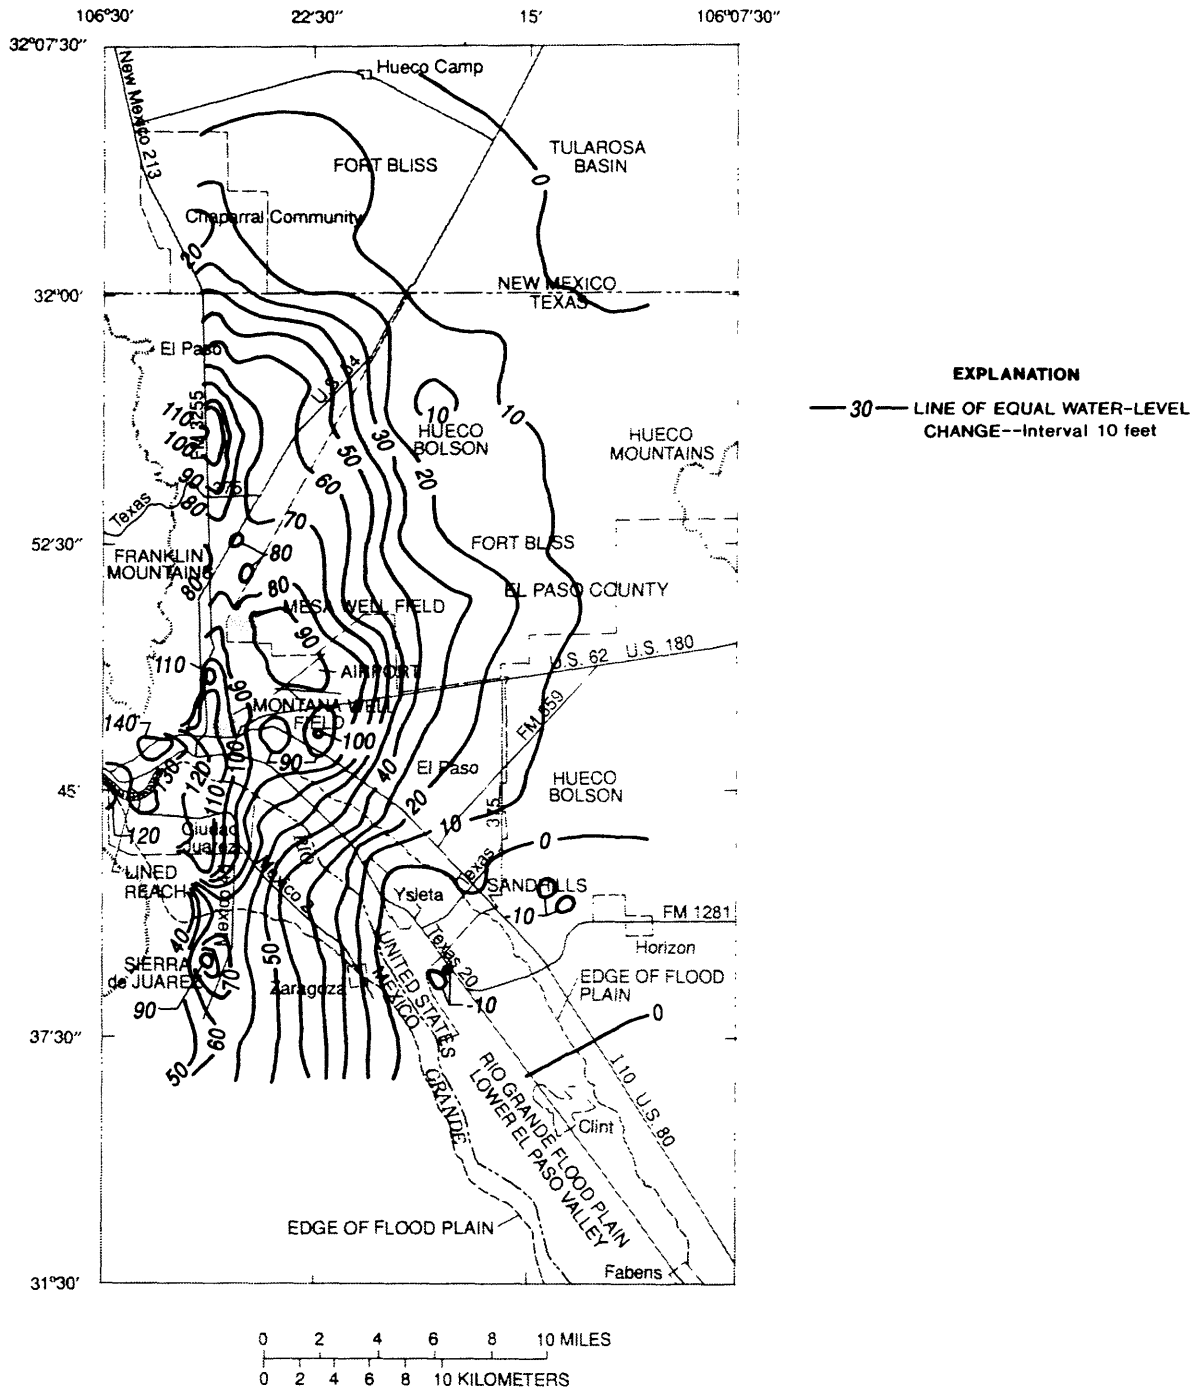 106°30' 22'30" 15' 106°07'30"
32°07'30"
Hueco Camp
New Mexico 213
TULAROSA
BASIN
FORT BLISS
0
Chaparral Community
20
NEW MEXICO
TEXAS
32°00'
El Paso
U.S. 54
EXPLANATION
30 LINE OF EQUAL WATER-LEVEL
CHANGE--Interval 10 feet
FM 3255
110
100
90
80
375
Texas
10
10
HUECO
BOLSON
HUECO
MOUNTAINS
30
50
20
60
70
52'30"
FRANKLIN
MOUNTAINS
80
80
80
FORT BLISS
EL PASO COUNTY
MESA WELL FIELD
90
110
AIRPORT
U.S. 62 U.S. 180
90
MONTANA WELL
FIELD
FM 659
140
100
90
100
130
120
110
40
El Paso
HUECO
BOLSON
45'
20
10
375
0
120
Ciudad
Juarez
RIO
Texas
LINED
REACH
Mexico
Ysleta
SANDHILLS
-10
FM 1281
Horizon
40
50
Texas 20
UNITED STATES
MEXICO
SIERRA
de JUAREZ
70
Zaragoza
EDGE OF FLOOD
PLAIN
-10
90
0
37'30"
60
50
GRANDE
I 10 U.S. 80
RIO GRANDE FLOOD PLAIN
LOWER EL PASO VALLEY
Clint
EDGE OF FLOOD PLAIN
Fabens
31°30'
0 2 4 6 8 10 MILES
0 2 4 6 8 10 KILOMETERS